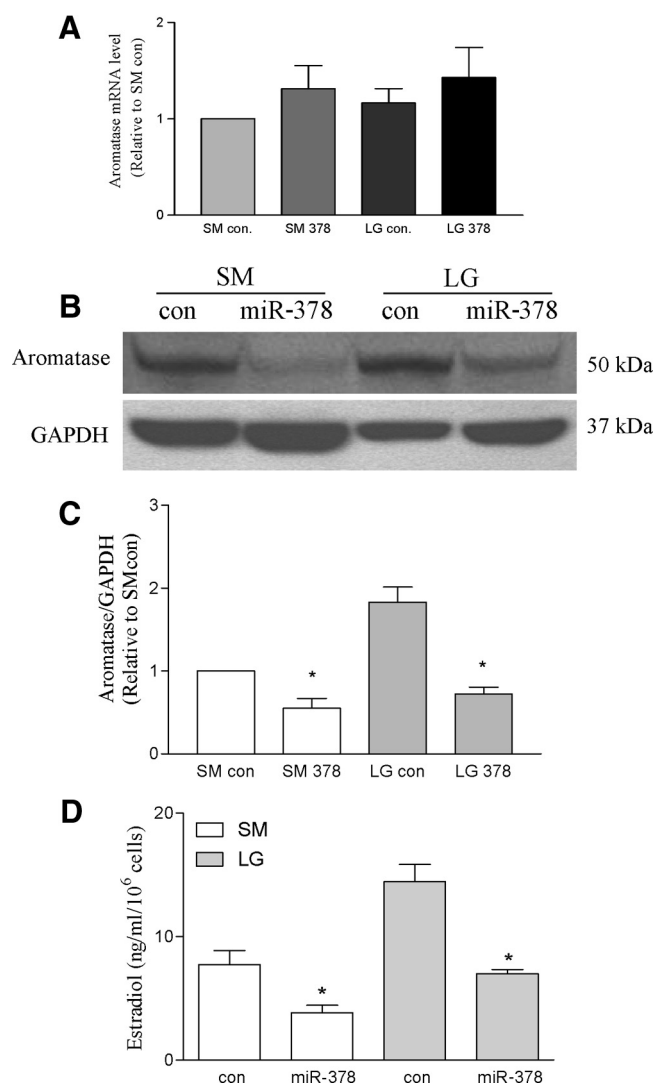 A
Aromatase mRNA level
(Relative to SM con)
2
1
0
SM con.
SM 378
LG con.
LG 378
SM
LG
B
con
miR-378
con
miR-378
Aromatase
50 kDa
GAPDH
37 kDa
C
Aromatase/GAPDH
(Relative to SMcon)
3
2
1
0
*
*
SM con
SM 378
LG con
LG 378
D
Estradiol (ng/ml/10⁶ cells)
20
10
0
SM
LG
*
*
con
miR-378
con
miR-378